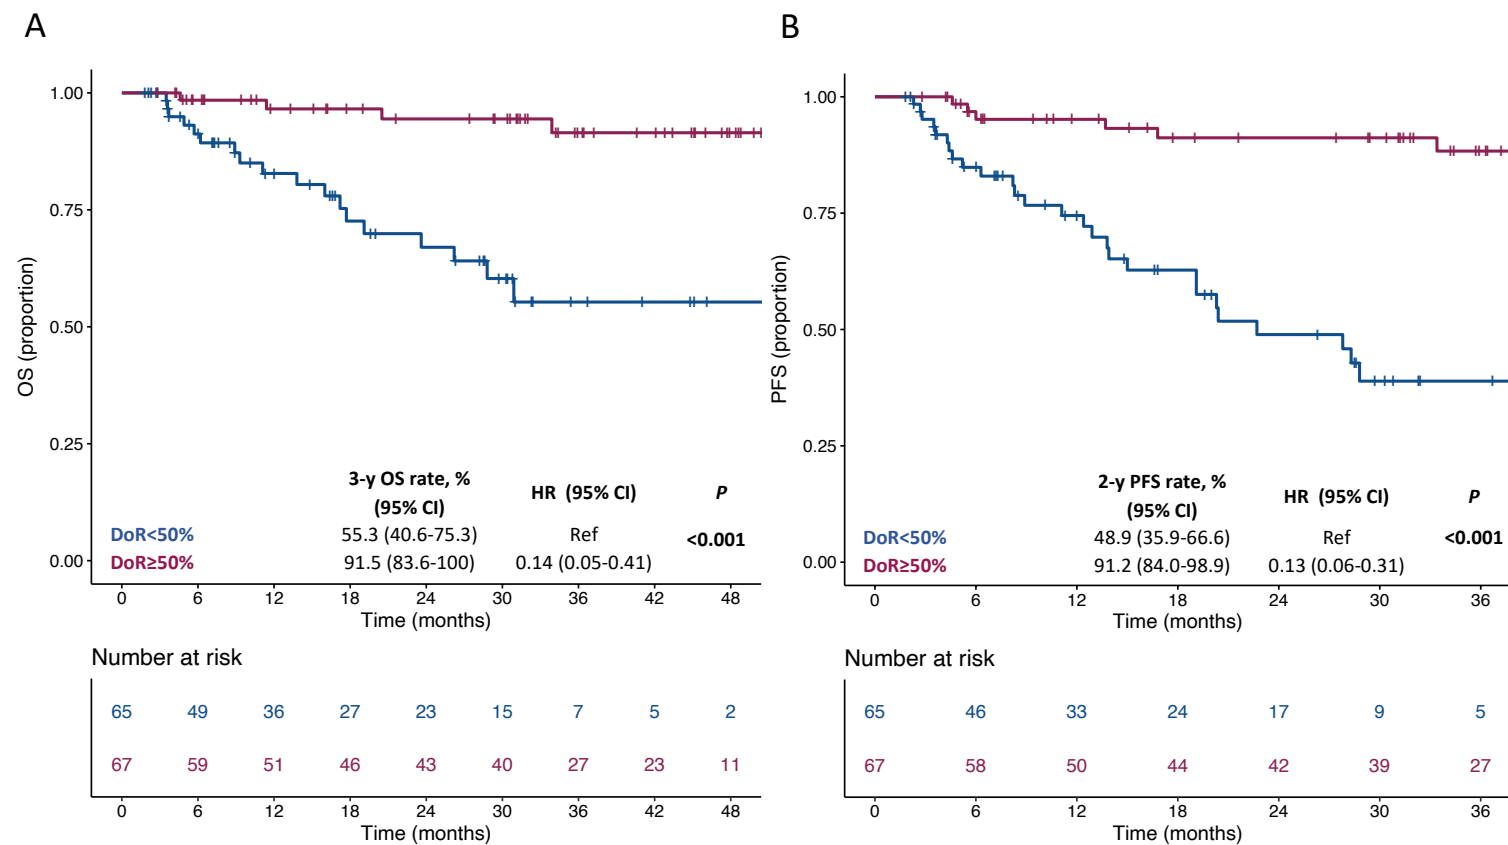 A
1.00
0.75
0.50
0.25
0.00
OS (proportion)
3-y OS rate, % HR (95% CI) P
(95% CI)
DoR<50% 55.3 (40.6-75.3) Ref <0.001
DoR≥50% 91.5 (83.6-100) 0.14 (0.05-0.41)
0 6 12 18 24 30 36 42 48
Time (months)
Number at risk
65 49 36 27 23 15 7 5 2
67 59 51 46 43 40 27 23 11
0 6 12 18 24 30 36 42 48
Time (months)
B
1.00
0.75
0.50
0.25
0.00
PFS (proportion)
2-y PFS rate, % HR (95% CI) P
(95% CI)
DoR<50% 48.9 (35.9-66.6) Ref <0.001
DoR≥50% 91.2 (84.0-98.9) 0.13 (0.06-0.31)
0 6 12 18 24 30 36
Time (months)
Number at risk
65 46 33 24 17 9 5
67 58 50 44 42 39 27
0 6 12 18 24 30 36
Time (months)